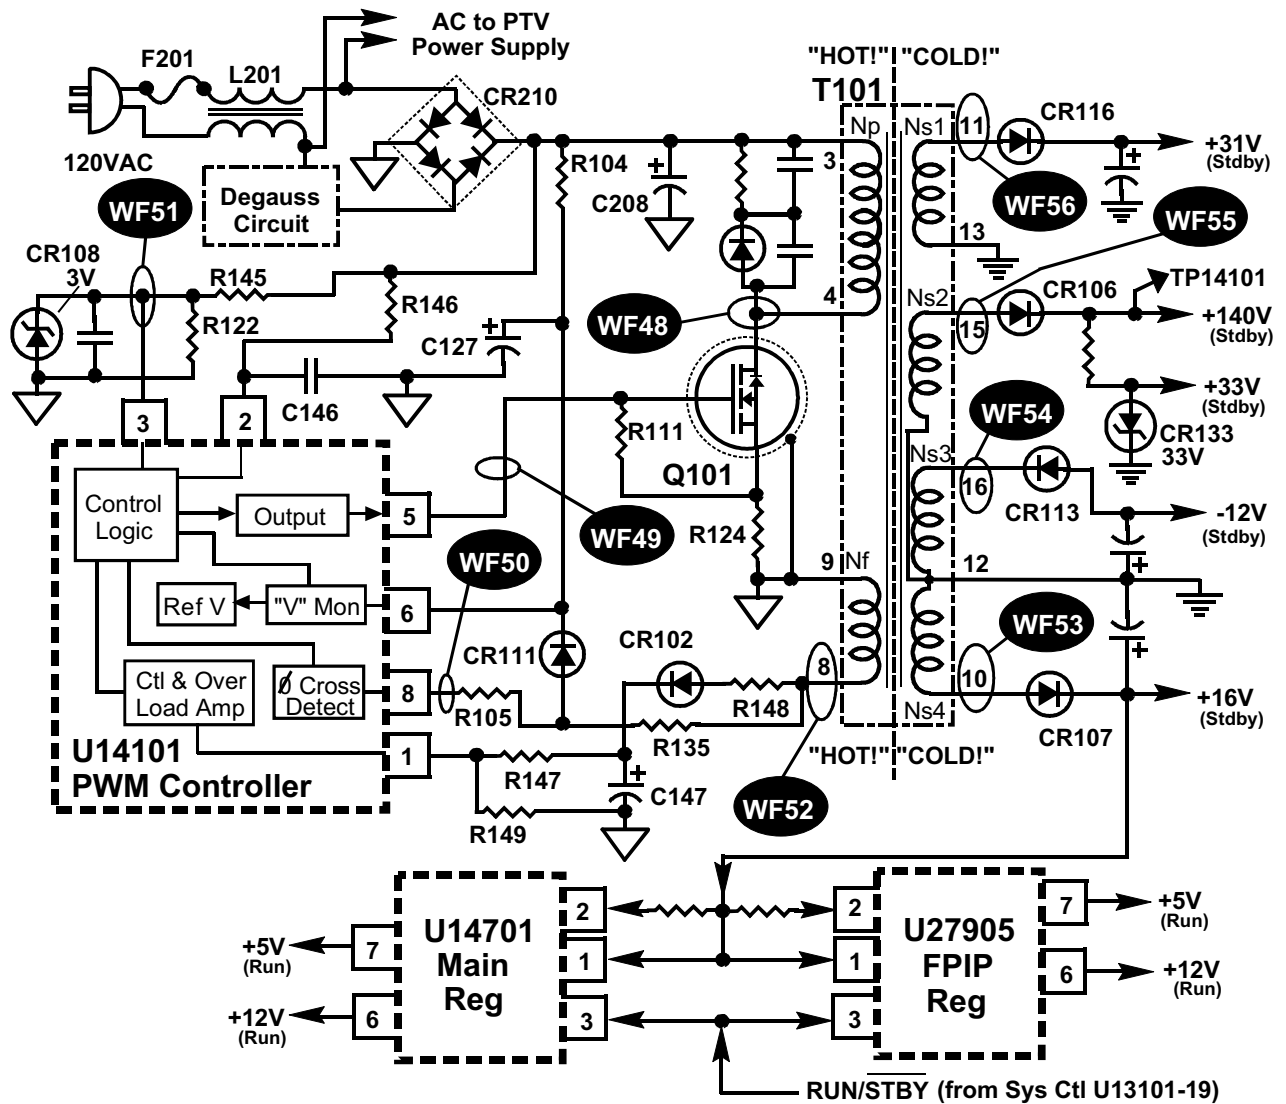 AC to PTV
Power Supply
F201
L201
CR210
120VAC
Degauss
Circuit
WF51
"HOT!" "COLD!"
T101
Np
Ns1
3
11
CR116
+31V
(Stdby)
R104
C208
WF56
WF55
13
CR108
3V
R145
R146
R122
C127
C146
WF48
4
Ns2
15
CR106
TP14101
+140V
(Stdby)
+33V
(Stdby)
CR133
33V
3
2
R111
Q101
WF54
Ns3
16
CR113
-12V
(Stdby)
Control
Logic
Output
5
WF49
R124
9
Nf
12
WF50
Ref V
"V" Mon
6
CR111
CR102
WF53
Ctl & Over
Load Amp
Ø Cross
Detect
8
R105
R148
8
10
+16V
(Stdby)
Ns4
CR107
R135
"HOT!" "COLD!"
U14101
PWM Controller
1
R147
C147
WF52
R149
U14701
Main
Reg
2
1
3
7
6
+5V
(Run)
+12V
(Run)
U27905
FPIP
Reg
2
1
3
7
6
+5V
(Run)
+12V
(Run)
RUN/STBY (from Sys Ctl U13101-19)